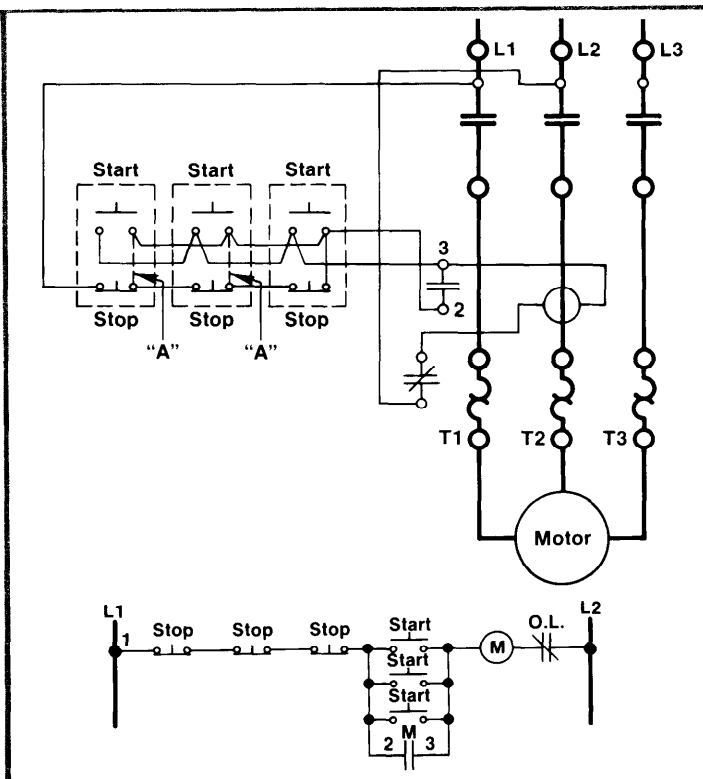 L1 L2 L3
Start Start Start
3
2
Stop Stop Stop
"A" "A"
T1 T2 T3
Motor
L1 L2
1 Stop Stop Stop Start M O.L.
Start
Start
M
2 3